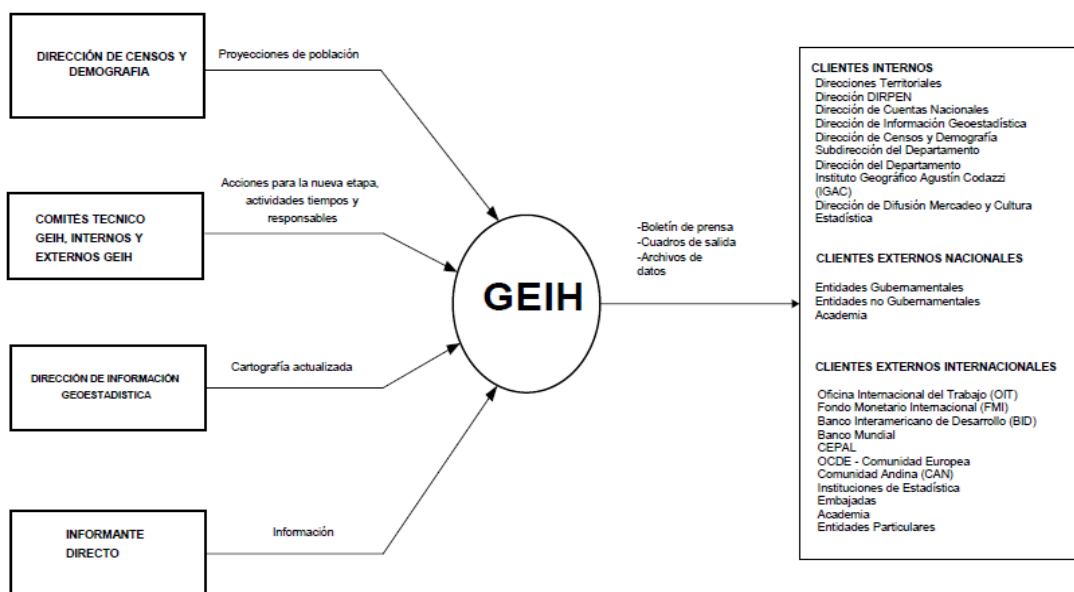 DIRECCIÓN DE CENSOS Y
DEMOGRAFIA
Proyecciones de población
COMITÉS TECNICO
GEIH, INTERNOS Y
EXTERNOS GEIH
Acciones para la nueva etapa,
actividades tiempos y
responsables
DIRECCIÓN DE INFORMACIÓN
GEOESTADISTICA
Cartografía actualizada
INFORMANTE
DIRECTO
Información
GEIH
-Boletín de prensa
-Cuadros de salida
-Archivos de
datos
CLIENTES INTERNOS
Direcciones Territoriales
Dirección DIRPEN
Dirección de Cuentas Nacionales
Dirección de Información Geoestadística
Dirección de Censos y Demografía
Subdirección del Departamento
Dirección del Departamento
Instituto Geográfico Agustín Codazzi
(IGAC)
Dirección de Difusión Mercadeo y Cultura
Estadística
CLIENTES EXTERNOS NACIONALES
Entidades Gubernamentales
Entidades no Gubernamentales
Academia
CLIENTES EXTERNOS INTERNACIONALES
Oficina Internacional del Trabajo (OIT)
Fondo Monetario Internacional (FMI)
Banco Interamericano de Desarrollo (BID)
Banco Mundial
CEPAL
OCDE - Comunidad Europea
Comunidad Andina (CAN)
Instituciones de Estadística
Embajadas
Academia
Entidades Particulares